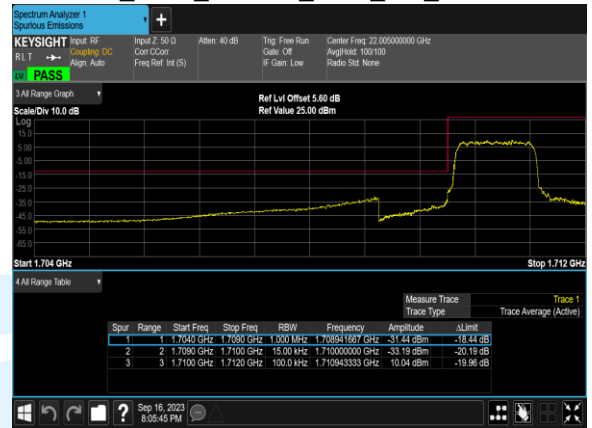 Spectrum Analyzer 1
Spurious Emissions
KEYSIGHT Input: RF Input Z: 50 Ω Atten: 40 dB Trig: Free Run Center Freq: 22.005000000 GHz
RLT Coupling: DC Corr CCorr Gate: Off Avg|Hold: 100/100
Align: Auto Freq Ref: Int (S) IF Gain: Low Radio Std: None
PASS
3 All Range Graph
Ref Lvl Offset 5.60 dB
Scale/Div 10.0 dB Ref Value 25.00 dBm
Log
15.0
5.00
-5.00
-15.0
-25.0
-35.0
-45.0
-55.0
-65.0
Start 1.704 GHz Stop 1.712 GHz
4 All Range Table
Measure Trace Trace 1
Trace Type Trace Average (Active)
Spur Range Start Freq Stop Freq RBW Frequency Amplitude ΔLimit
1 1 1.7040 GHz 1.7090 GHz 1.000 MHz 1.708941667 GHz -31.44 dBm -18.44 dB
2 2 1.7090 GHz 1.7100 GHz 15.00 kHz 1.710000000 GHz -33.19 dBm -20.19 dB
3 3 1.7100 GHz 1.7120 GHz 100.0 kHz 1.710943333 GHz 10.04 dBm -19.96 dB
Sep 16, 2023
8:05:45 PM